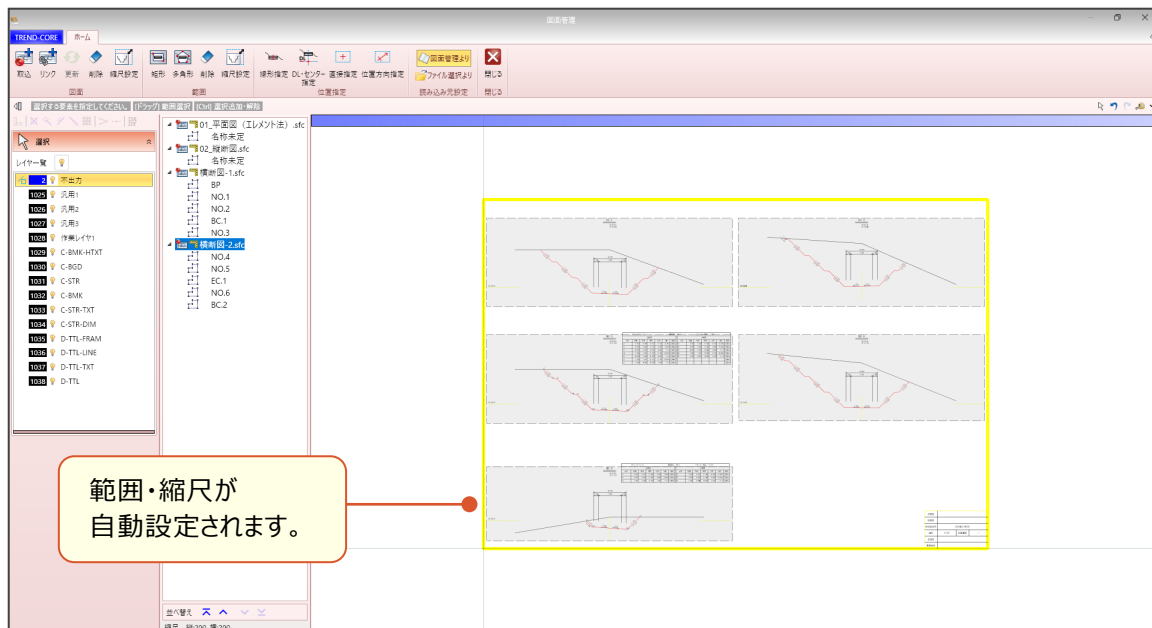 図面管理
TREND-CORE
ホーム
取込 リンク 更新 削除 縮尺設定
図面
矩形 多角形 削除 縮尺設定
範囲
線形指定 DL・センター指定 直接指定 位置方向指定
位置指定
図面管理より
ファイル選択より
読み込み元設定
閉じる
閉じる
選択する要素を指定してください。 [ドラッグ] 範囲選択 [Ctrl] 選択追加・解除
選択
レイヤ一覧
2 不出力
1025 汎用1
1026 汎用2
1027 汎用3
1028 作業レイヤ1
1029 C-BMK-HTXT
1030 C-BGD
1031 C-STR
1032 C-BMK
1033 C-STR-TXT
1034 C-STR-DIM
1035 D-TTL-FRAM
1036 D-TTL-LINE
1037 D-TTL-TXT
1038 D-TTL
01_平面図（エレメント法）.sfc
名称未定
02_縦断図.sfc
名称未定
横断図-1.sfc
BP
NO.1
NO.2
BC.1
NO.3
横断図-2.sfc
NO.4
NO.5
EC.1
NO.6
BC.2
範囲・縮尺が
自動設定されます。
並べ替え
縮尺 縦:200 横:200